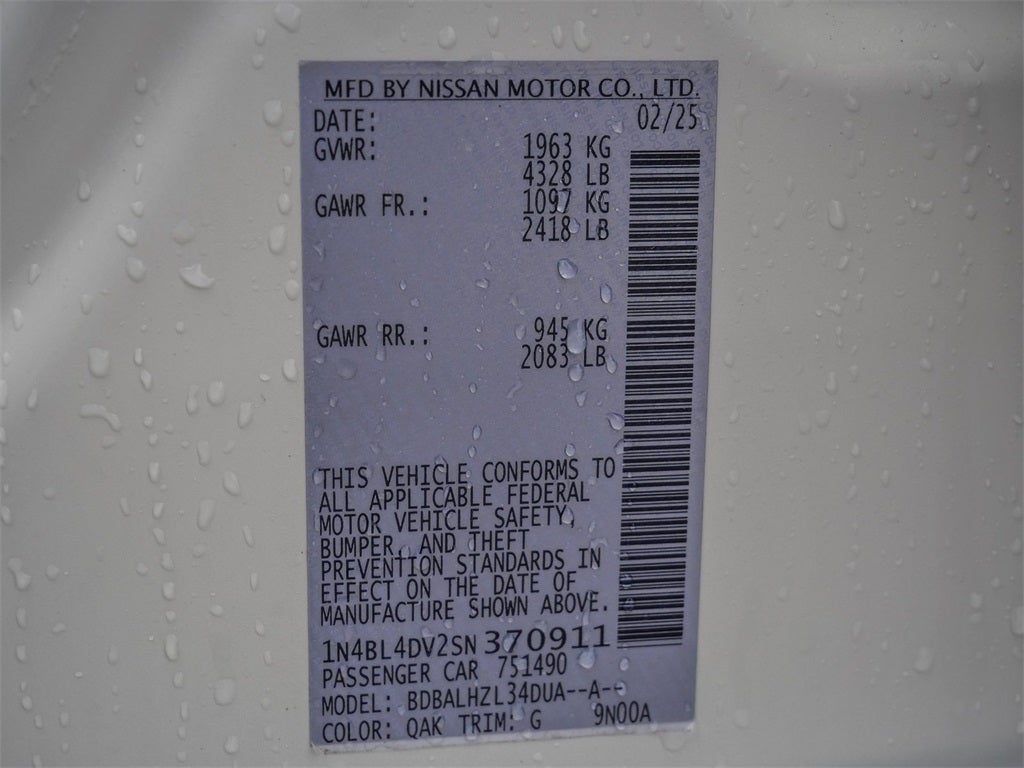 MFD BY NISSAN MOTOR CO., LTD.
DATE: 02/25
GVWR: 1963 KG
4328 LB
GAWR FR.: 1097 KG
2418 LB
GAWR RR.: 945 KG
2083 LB
THIS VEHICLE CONFORMS TO
ALL APPLICABLE FEDERAL
MOTOR VEHICLE SAFETY,
BUMPER, AND THEFT
PREVENTION STANDARDS IN
EFFECT ON THE DATE OF
MANUFACTURE SHOWN ABOVE.
1N4BL4DV2SN370911
PASSENGER CAR 751490
MODEL: BDBALHZL34DUA--A--
COLOR: QAK TRIM: G 9N00A